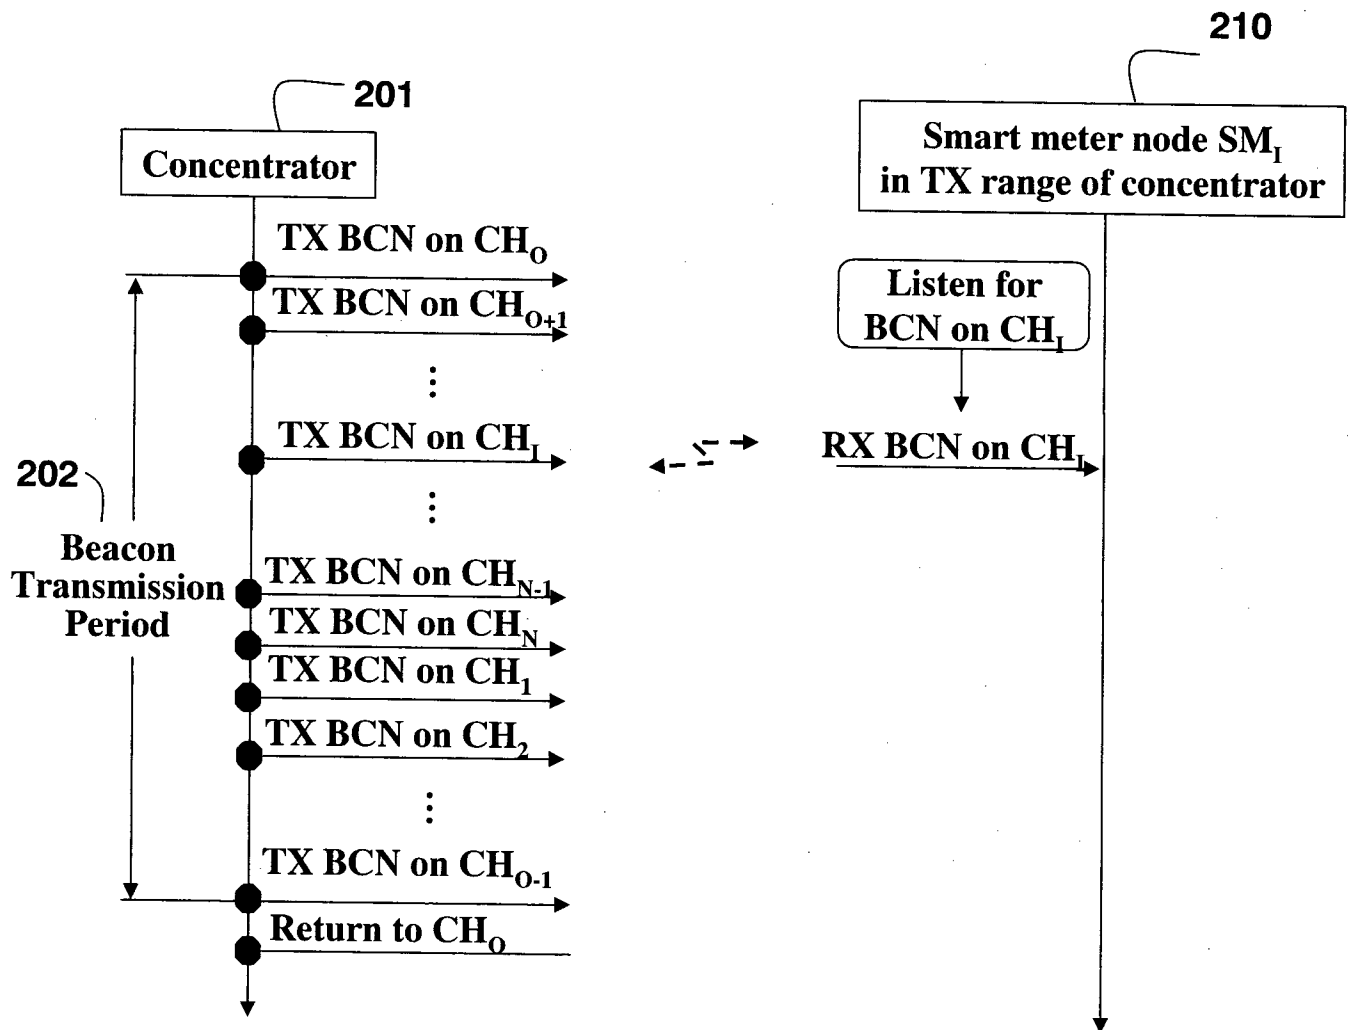 210
201
Concentrator
Smart meter node SM_I
in TX range of concentrator
TX BCN on CH_O
TX BCN on CH_O+1
Listen for
BCN on CH_I
⋮
TX BCN on CH_I
RX BCN on CH_I
202
⋮
Beacon
Transmission
Period
TX BCN on CH_N-1
TX BCN on CH_N
TX BCN on CH_1
TX BCN on CH_2
⋮
TX BCN on CH_O-1
Return to CH_O